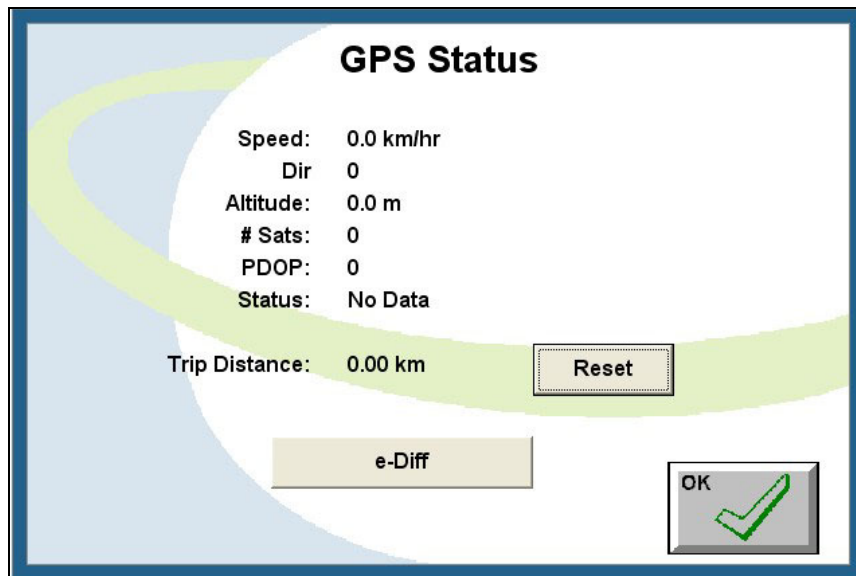 GPS Status
Speed: 0.0 km/hr
Dir 0
Altitude: 0.0 m
# Sats: 0
PDOP: 0
Status: No Data
Trip Distance: 0.00 km Reset
e-Diff
OK